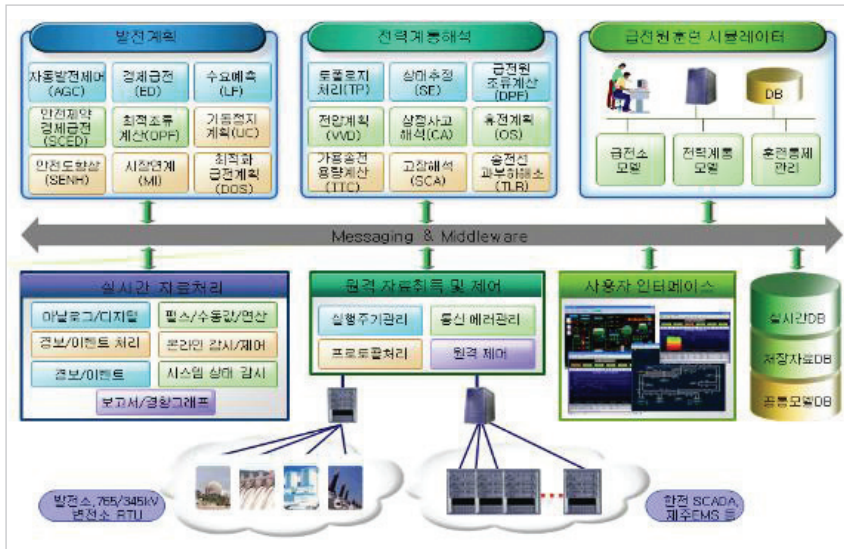 발전계획
자동발전제어
(AGC)
경제급전
(ED)
수요예측
(LF)
안전제약
경제급전
(SCED)
최적조류
계산(OPF)
기동정지
계획(UC)
안전도향상
(SENH)
시장연계
(MI)
최적화
급전계획
(DOS)
전력계통해석
토폴로지
처리(TP)
상태추정
(SE)
급전원
조류계산
(DPF)
전압계획
(VVD)
상정사고
해석(CA)
휴전계획
(OS)
가용송전
용량계산
(TTC)
고장해석
(SCA)
송전선
과부하해소
(TLR)
급전원훈련 시뮬레이터
DB
급전소
모델
전력계통
모델
훈련통제
관리
Messaging & Middleware
실시간 자료처리
아날로그/디지털
펄스/수동값/연산
경보/이벤트 처리
온라인 감시/제어
경보/이벤트
시스템 상태 감시
보고서/경향그래프
원격 자료취득 및 제어
실행주기관리
통신 에러관리
프로토콜처리
원격 제어
사용자 인터페이스
실시간DB
저장자료DB
공통모델DB
발전소,765/345kV
변전소 RTU
한전 SCADA,
제주EMS 등